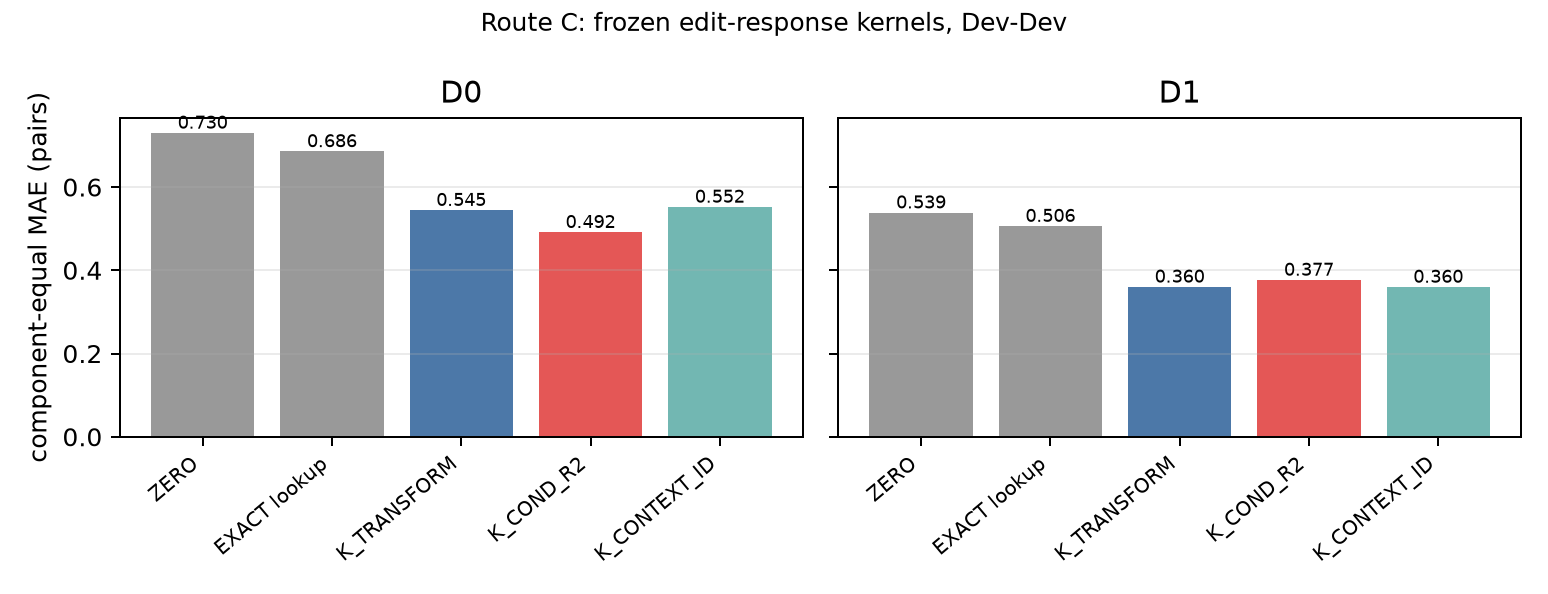 Route C: frozen edit-response kernels, Dev-Dev
D0
component-equal MAE (pairs)
0.6
0.4
0.2
0.0
0.730
0.686
0.545
0.492
0.552
ZERO
EXACT lookup
K_TRANSFORM
K_COND_R2
K_CONTEXT_ID
D1
0.539
0.506
0.360
0.377
0.360
ZERO
EXACT lookup
K_TRANSFORM
K_COND_R2
K_CONTEXT_ID